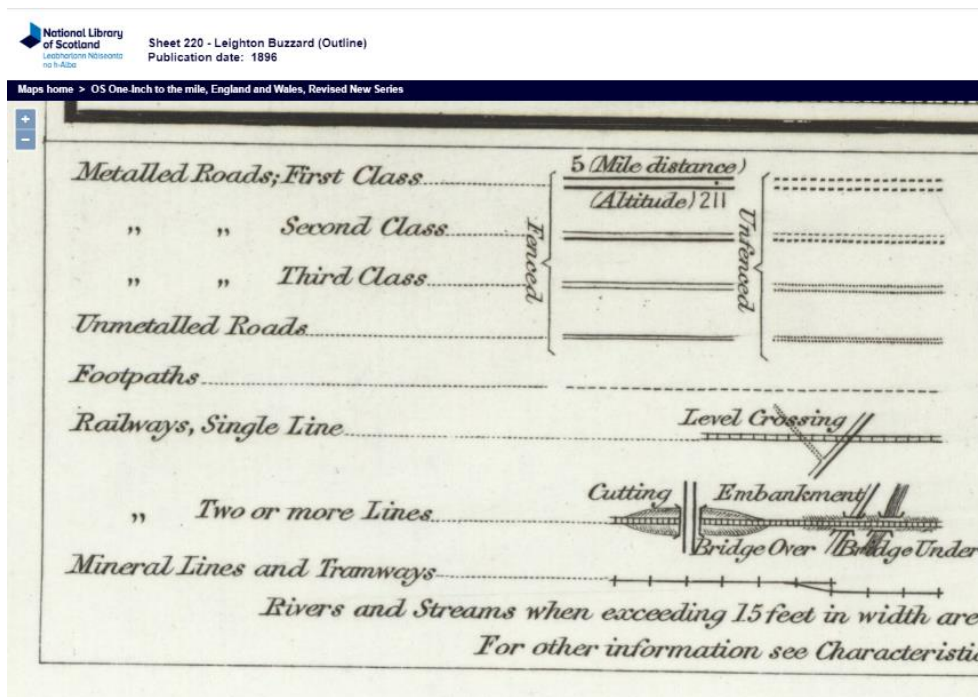 National Library
of Scotland
Leabharlann Nàiseanta
na h-Alba
Sheet 220 - Leighton Buzzard (Outline)
Publication date: 1896
Maps home > OS One-Inch to the mile, England and Wales, Revised New Series
+
−
Metalled Roads; First Class
5 (Mile distance)
(Altitude) 211
" " Second Class
Fenced
Unfenced
" " Third Class
Unmetalled Roads
Footpaths
Railways, Single Line
Level Crossing
" Two or more Lines
Cutting
Embankment
Bridge Over
Bridge Under
Mineral Lines and Tramways
Rivers and Streams when exceeding 15 feet in width are
For other information see Characteristi